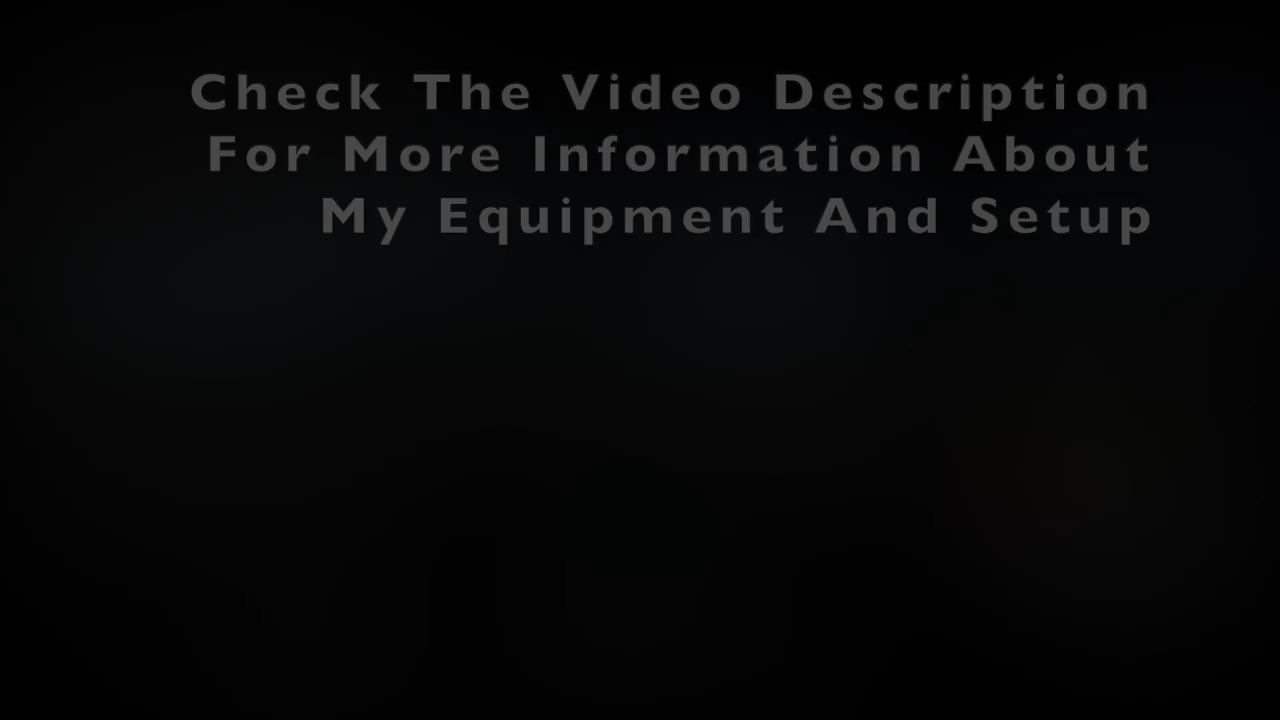 Check The Video Description
For More Information About
My Equipment And Setup